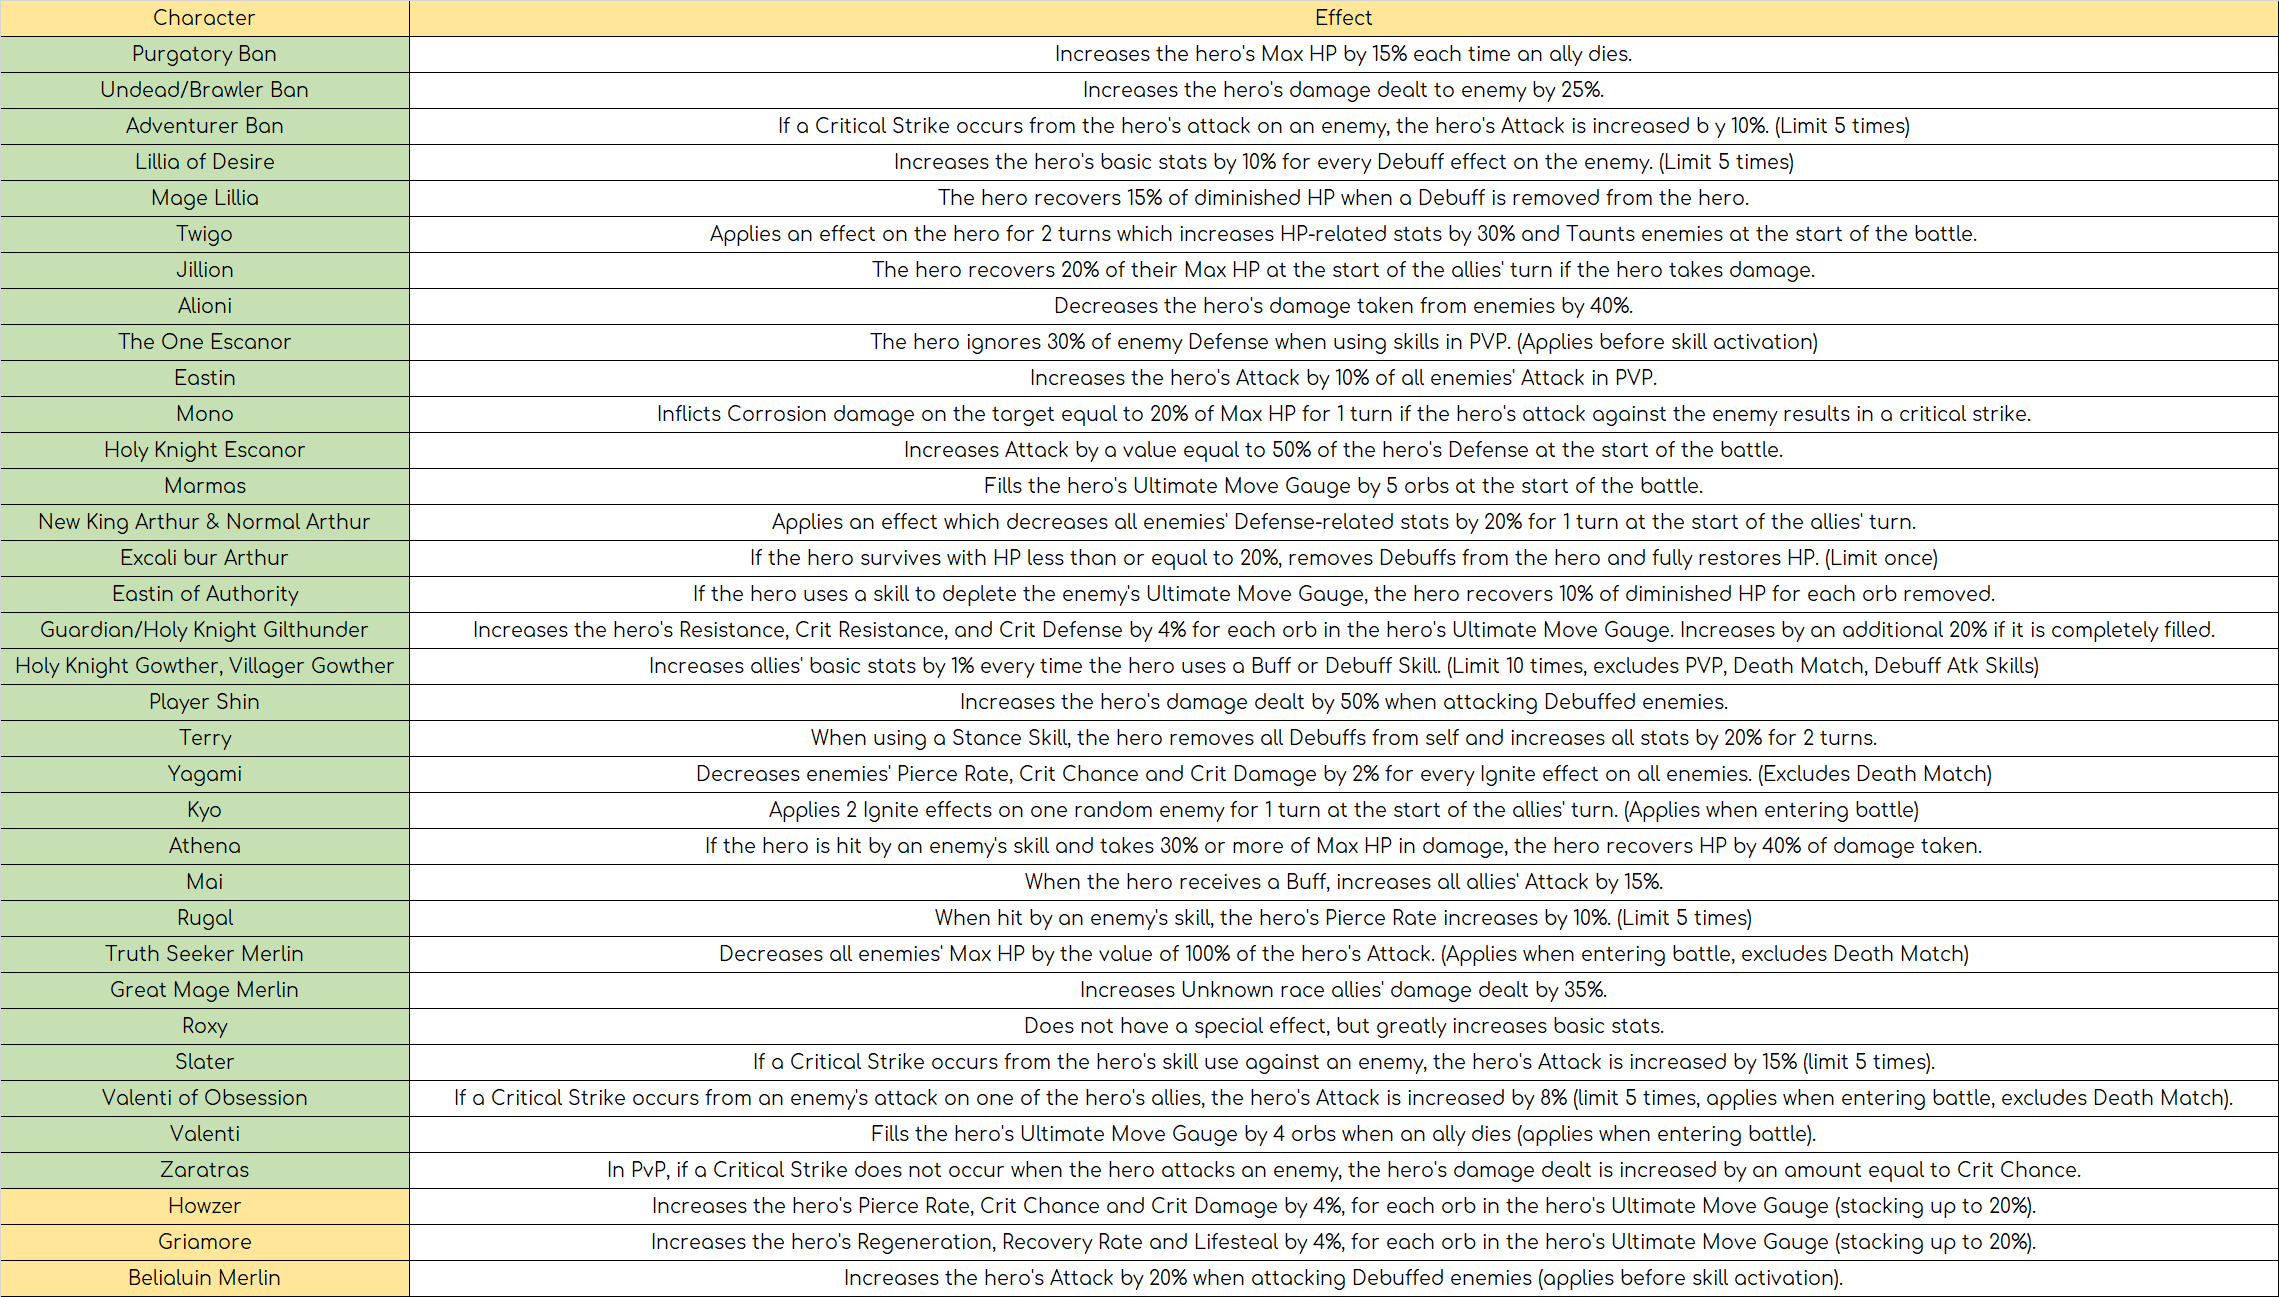 Character Effect
Purgatory Ban Increases the hero's Max HP by 15% each time an ally dies.
Undead/Brawler Ban Increases the hero's damage dealt to enemy by 25%.
Adventurer Ban If a Critical Strike occurs from the hero's attack on an enemy, the hero's Attack is increased b y 10%. (Limit 5 times)
Lillia of Desire Increases the hero's basic stats by 10% for every Debuff effect on the enemy. (Limit 5 times)
Mage Lillia The hero recovers 15% of diminished HP when a Debuff is removed from the hero.
Twigo Applies an effect on the hero for 2 turns which increases HP-related stats by 30% and Taunts enemies at the start of the battle.
Jillion The hero recovers 20% of their Max HP at the start of the allies' turn if the hero takes damage.
Alioni Decreases the hero's damage taken from enemies by 40%.
The One Escanor The hero ignores 30% of enemy Defense when using skills in PVP. (Applies before skill activation)
Eastin Increases the hero's Attack by 10% of all enemies' Attack in PVP.
Mono Inflicts Corrosion damage on the target equal to 20% of Max HP for 1 turn if the hero's attack against the enemy results in a critical strike.
Holy Knight Escanor Increases Attack by a value equal to 50% of the hero's Defense at the start of the battle.
Marmas Fills the hero's Ultimate Move Gauge by 5 orbs at the start of the battle.
New King Arthur & Normal Arthur Applies an effect which decreases all enemies' Defense-related stats by 20% for 1 turn at the start of the allies' turn.
Excali bur Arthur If the hero survives with HP less than or equal to 20%, removes Debuffs from the hero and fully restores HP. (Limit once)
Eastin of Authority If the hero uses a skill to deplete the enemy's Ultimate Move Gauge, the hero recovers 10% of diminished HP for each orb removed.
Guardian/Holy Knight Gilthunder Increases the hero's Resistance, Crit Resistance, and Crit Defense by 4% for each orb in the hero's Ultimate Move Gauge. Increases by an additional 20% if it is completely filled.
Holy Knight Gowther, Villager Gowther Increases allies' basic stats by 1% every time the hero uses a Buff or Debuff Skill. (Limit 10 times, excludes PVP, Death Match, Debuff Atk Skills)
Player Shin Increases the hero's damage dealt by 50% when attacking Debuffed enemies.
Terry When using a Stance Skill, the hero removes all Debuffs from self and increases all stats by 20% for 2 turns.
Yagami Decreases enemies' Pierce Rate, Crit Chance and Crit Damage by 2% for every Ignite effect on all enemies. (Excludes Death Match)
Kyo Applies 2 Ignite effects on one random enemy for 1 turn at the start of the allies' turn. (Applies when entering battle)
Athena If the hero is hit by an enemy's skill and takes 30% or more of Max HP in damage, the hero recovers HP by 40% of damage taken.
Mai When the hero receives a Buff, increases all allies' Attack by 15%.
Rugal When hit by an enemy's skill, the hero's Pierce Rate increases by 10%. (Limit 5 times)
Truth Seeker Merlin Decreases all enemies' Max HP by the value of 100% of the hero's Attack. (Applies when entering battle, excludes Death Match)
Great Mage Merlin Increases Unknown race allies' damage dealt by 35%.
Roxy Does not have a special effect, but greatly increases basic stats.
Slater If a Critical Strike occurs from the hero's skill use against an enemy, the hero's Attack is increased by 15% (limit 5 times).
Valenti of Obsession If a Critical Strike occurs from an enemy's attack on one of the hero's allies, the hero's Attack is increased by 8% (limit 5 times, applies when entering battle, excludes Death Match).
Valenti Fills the hero's Ultimate Move Gauge by 4 orbs when an ally dies (applies when entering battle).
Zaratras In PvP, if a Critical Strike does not occur when the hero attacks an enemy, the hero's damage dealt is increased by an amount equal to Crit Chance.
Howzer Increases the hero's Pierce Rate, Crit Chance and Crit Damage by 4%, for each orb in the hero's Ultimate Move Gauge (stacking up to 20%).
Griamore Increases the hero's Regeneration, Recovery Rate and Lifesteal by 4%, for each orb in the hero's Ultimate Move Gauge (stacking up to 20%).
Belialuin Merlin Increases the hero's Attack by 20% when attacking Debuffed enemies (applies before skill activation).